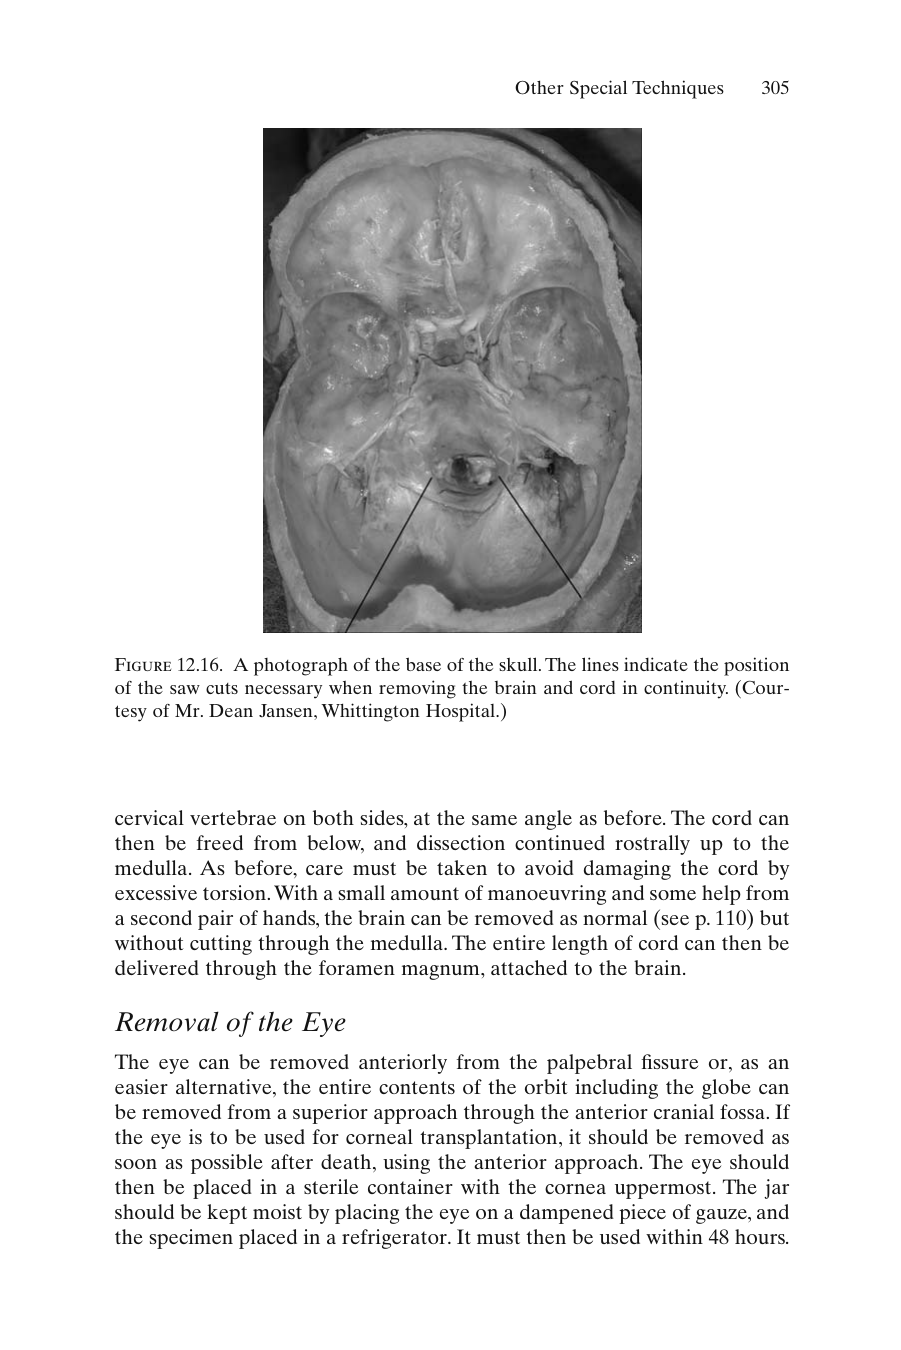 Other Special Techniques 305
FIGURE 12.16. A photograph of the base of the skull. The lines indicate the position
of the saw cuts necessary when removing the brain and cord in continuity. (Cour-
tesy of Mr. Dean Jansen, Whittington Hospital.)
cervical vertebrae on both sides, at the same angle as before. The cord can
then be freed from below, and dissection continued rostrally up to the
medulla. As before, care must be taken to avoid damaging the cord by
excessive torsion. With a small amount of manoeuvring and some help from
a second pair of hands, the brain can be removed as normal (see p. 110) but
without cutting through the medulla. The entire length of cord can then be
delivered through the foramen magnum, attached to the brain.
Removal of the Eye
The eye can be removed anteriorly from the palpebral fissure or, as an
easier alternative, the entire contents of the orbit including the globe can
be removed from a superior approach through the anterior cranial fossa. If
the eye is to be used for corneal transplantation, it should be removed as
soon as possible after death, using the anterior approach. The eye should
then be placed in a sterile container with the cornea uppermost. The jar
should be kept moist by placing the eye on a dampened piece of gauze, and
the specimen placed in a refrigerator. It must then be used within 48 hours.